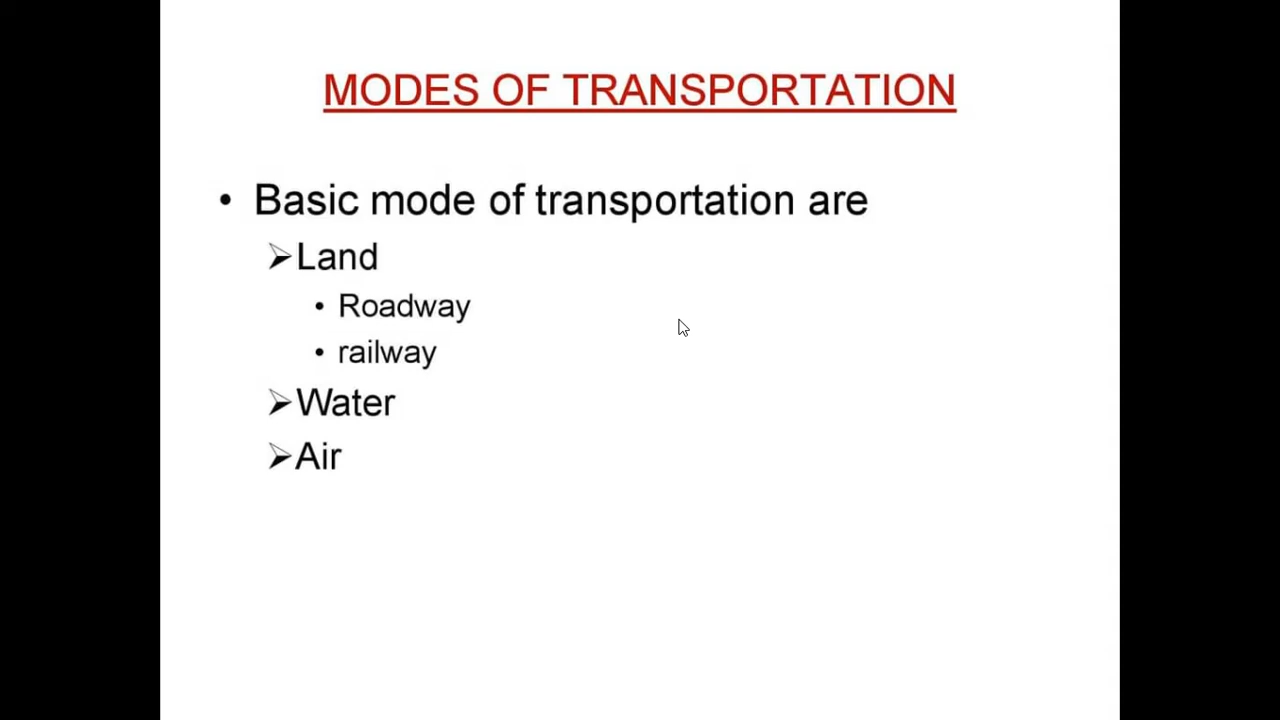 MODES OF TRANSPORTATION
• Basic mode of transportation are
➢Land
• Roadway
• railway
➢Water
➢Air